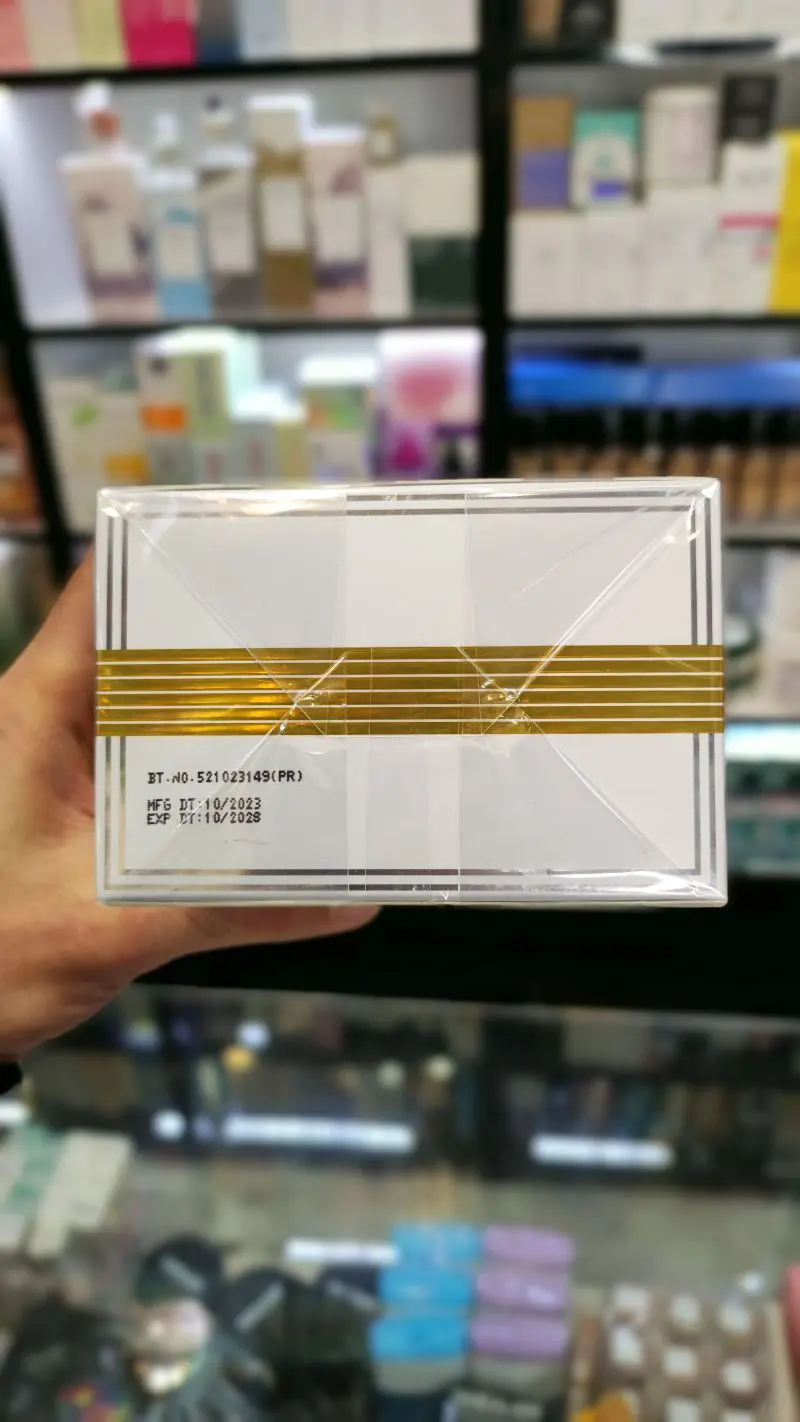 BT.NO.521023149(PR)
MFG DT:10/2023
EXP DT:10/2028